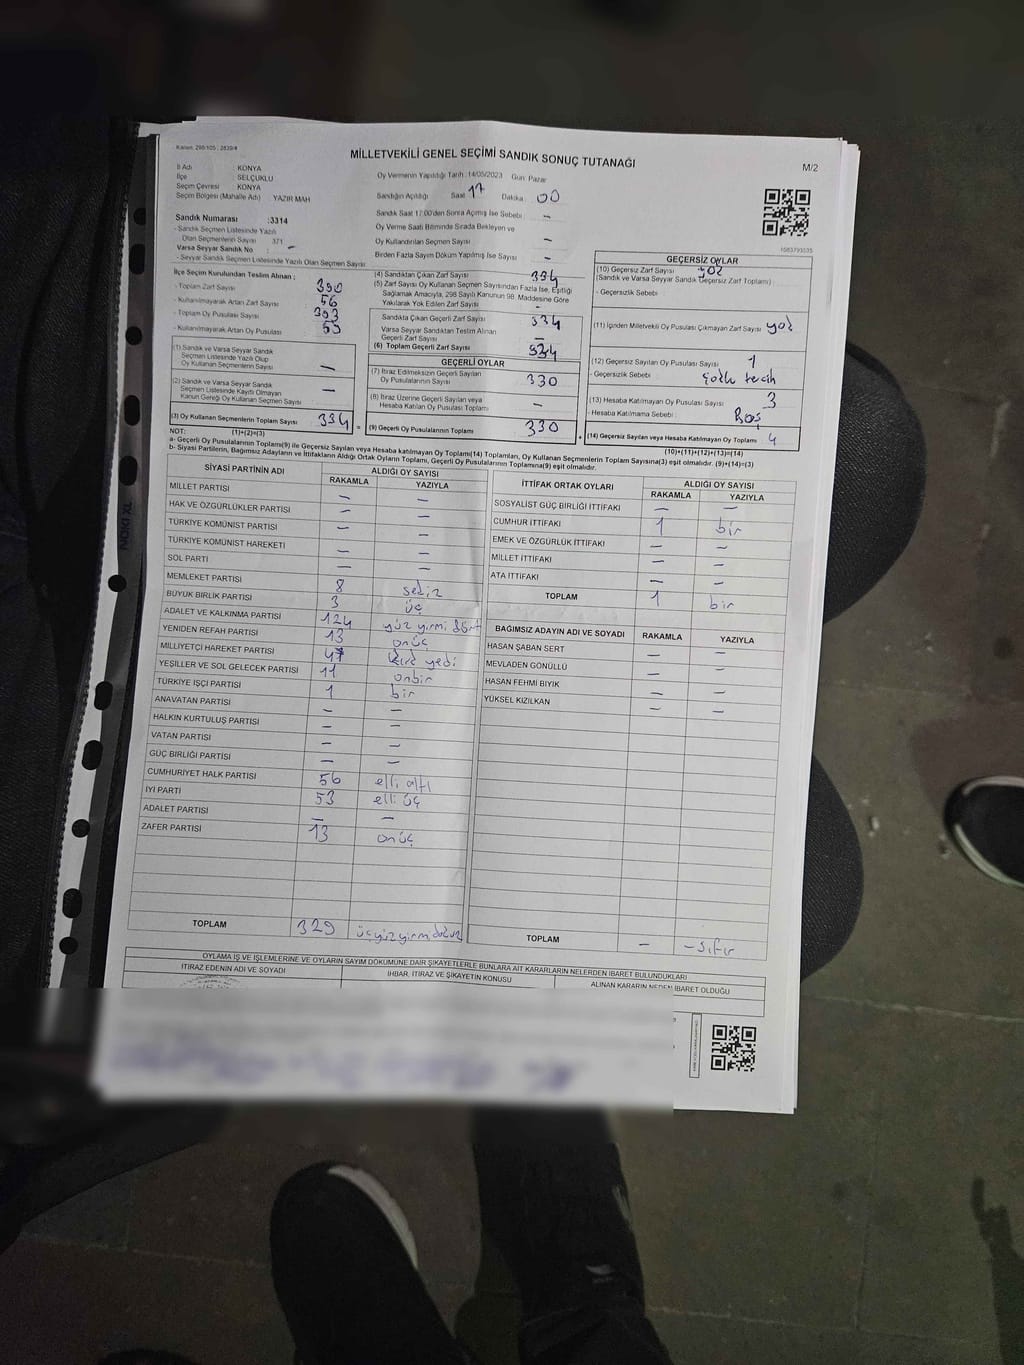 Kanun: 298/105 ; 2839/4
MİLLETVEKİLİ GENEL SEÇİMİ SANDIK SONUÇ TUTANAĞI
M/2
İl Adı : KONYA
İlçe : SELÇUKLU
Seçim Çevresi : KONYA
Seçim Bölgesi (Mahalle Adı) YAZIR MAH
Sandık Numarası :3314
- Sandık Seçmen Listesinde Yazılı
Olan Seçmenlerin Sayısı 371
Varsa Seyyar Sandık No : -
- Seyyar Sandık Seçmen Listesinde Yazılı Olan Seçmen Sayısı:
Oy Vermenin Yapıldığı Tarih : 14/05/2023 Gün: Pazar
Sandığın Açıldığı Saat 17 Dakika 00
Sandık Saat 17:00'den Sonra Açılmış İse Sebebi : -
Oy Verme Saati Bitiminde Sırada Bekleyen ve
Oy Kullandırılan Seçmen Sayısı -
Birden Fazla Sayım Döküm Yapılmış İse Sayısı -
İlçe Seçim Kurulundan Teslim Alınan :
- Toplam Zarf Sayısı : 390
- Kullanılmayarak Artan Zarf Sayısı : 56
- Toplam Oy Pusulası Sayısı : 393
- Kullanılmayarak Artan Oy Pusulası :
(1) Sandık ve Varsa Seyyar Sandık
Seçmen Listesinde Yazılı Olup
Oy Kullanan Seçmenlerin Sayısı -
(2) Sandık ve Varsa Seyyar Sandık
Seçmen Listesinde Kayıtlı Olmayan
Kanun Gereği Oy Kullanan Seçmen Sayısı -
(3) Oy Kullanan Seçmenlerin Toplam Sayısı 334
(4) Sandıktan Çıkan Zarf Sayısı : 334
(5) Zarf Sayısı Oy Kullanan Seçmen Sayısından Fazla İse, Eşitliği
Sağlamak Amacıyla, 298 Sayılı Kanunun 98. Maddesine Göre
Yakılarak Yok Edilen Zarf Sayısı : -
Sandıkta Çıkan Geçerli Zarf Sayısı : 334
Varsa Seyyar Sandıktan Teslim Alınan
Geçerli Zarf Sayısı : -
(6) Toplam Geçerli Zarf Sayısı 334
GEÇERLİ OYLAR
(7) İtiraz Edilmeksizin Geçerli Sayılan
Oy Pusulasının Sayısı 330
(8) İtiraz Üzerine Geçerli Sayılan veya
Hesaba Katılan Oy Pusulası Toplamı -
(9) Geçerli Oy Pusulalarının Toplamı 330
GEÇERSİZ OYLAR
(10) Geçersiz Zarf Sayısı : yok
(Sandık ve Varsa Seyyar Sandık Geçersiz Zarf Toplamı)
- Geçersizlik Sebebi :
(11) İçinden Milletvekili Oy Pusulası Çıkmayan Zarf Sayısı yok
(12) Geçersiz Sayılan Oy Pusulası Sayısı 1
- Geçersizlik Sebebi : çoklu tercih
(13) Hesaba Katılmayan Oy Pusulası Sayısı 3
- Hesaba Katılmama Sebebi : Boş
(14) Geçersiz Sayılan veya Hesaba Katılmayan Oy Toplamı 4
NOT: (1)+(2)=(3) (10)+(11)+(12)+(13)=(14)
a- Geçerli Oy Pusulalarının Toplamı(9) ile Geçersiz Sayılan veya Hesaba katılmayan Oy Toplamı(14) Toplamları, Oy Kullanan Seçmenlerin Toplam Sayısına(3) eşit olmalıdır. (9)+(14)=(3)
b- Siyasi Partilerin, Bağımsız Adayların ve İttifakların Aldığı Ortak Oyların Toplamı, Geçerli Oy Pusulalarının Toplamına(9) eşit olmalıdır.
SİYASİ PARTİNİN ADI ALDIĞI OY SAYISI
RAKAMLA YAZIYLA
MİLLET PARTİSİ - -
HAK VE ÖZGÜRLÜKLER PARTİSİ - -
TÜRKİYE KOMÜNİST PARTİSİ - -
TÜRKİYE KOMÜNİST HAREKETİ - -
SOL PARTİ - -
MEMLEKET PARTİSİ 8 sekiz
BÜYÜK BİRLİK PARTİSİ 3 üç
ADALET VE KALKINMA PARTİSİ 124 yüz yirmi dört
YENİDEN REFAH PARTİSİ 13 onüç
MİLLİYETÇİ HAREKET PARTİSİ 47 kırk yedi
YEŞİLLER VE SOL GELECEK PARTİSİ 11 onbir
TÜRKİYE İŞÇİ PARTİSİ 1 bir
ANAVATAN PARTİSİ - -
HALKIN KURTULUŞ PARTİSİ -
VATAN PARTİSİ - -
GÜÇ BİRLİĞİ PARTİSİ - -
CUMHURİYET HALK PARTİSİ 56 elli altı
İYİ PARTİ 53 elli üç
ADALET PARTİSİ - -
ZAFER PARTİSİ 13 onüç
TOPLAM 329 üçyüzyirmidokuz
İTTİFAK ORTAK OYLARI ALDIĞI OY SAYISI
RAKAMLA YAZIYLA
SOSYALİST GÜÇ BİRLİĞİ İTTİFAKI - -
CUMHUR İTTİFAKI 1 bir
EMEK VE ÖZGÜRLÜK İTTİFAKI - -
MİLLET İTTİFAKI - -
ATA İTTİFAKI - -
TOPLAM 1 bir
BAĞIMSIZ ADAYIN ADI VE SOYADI RAKAMLA YAZIYLA
HASAN ŞABAN SERT - -
MEVLADEN GÖNÜLLÜ - -
HASAN FEHMİ BIYIK - -
YÜKSEL KIZILKAN - -
TOPLAM - -sıfır
OYLAMA İŞ VE İŞLEMLERİNE VE OYLARIN SAYIM DÖKÜMÜNE DAİR ŞİKAYETLERLE BUNLARA AİT KARARLARIN NELERDEN İBARET BULUNDUKLARI
İTİRAZ EDENİN ADI VE SOYADI İHBAR, İTİRAZ VE ŞİKAYETİN KONUSU ALINAN KARARIN NEDEN İBARET OLDUĞU